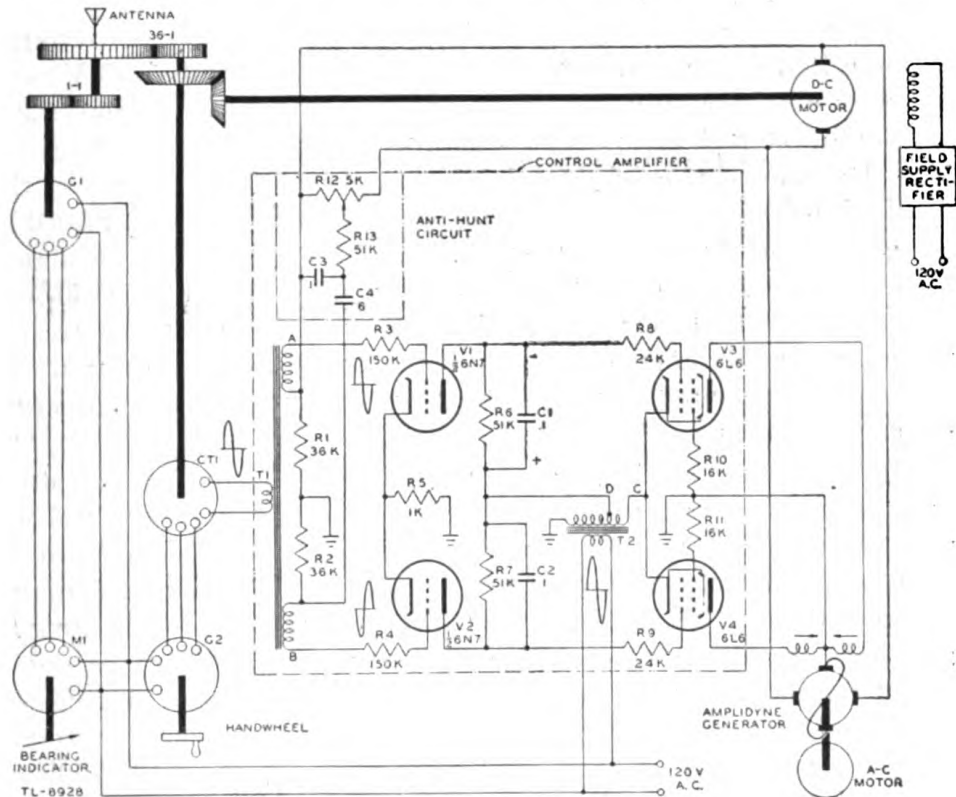 ANTENNA
36-1
1-1
D-C
MOTOR
FIELD
SUPPLY
RECTI-
FIER
120V
A.C.
CONTROL AMPLIFIER
R12 5K
ANTI-HUNT
CIRCUIT
R13
51K
C3
.1
C4
6
G1
A
R3
150K
V1
½6N7
R8
24K
V3
6L6
R6
51K
C1
.1
+
R1
36K
R10
16K
CT1
T1
R5
1K
D
C
R11
16K
T2
R2
36K
R7
51K
C2
1
V2
½6N7
V4
6L6
B
R4
150K
R9
24K
M1
G2
AMPLIDYNE
GENERATOR
HANDWHEEL
BEARING
INDICATOR
120V
A.C.
A-C
MOTOR
TL-8928